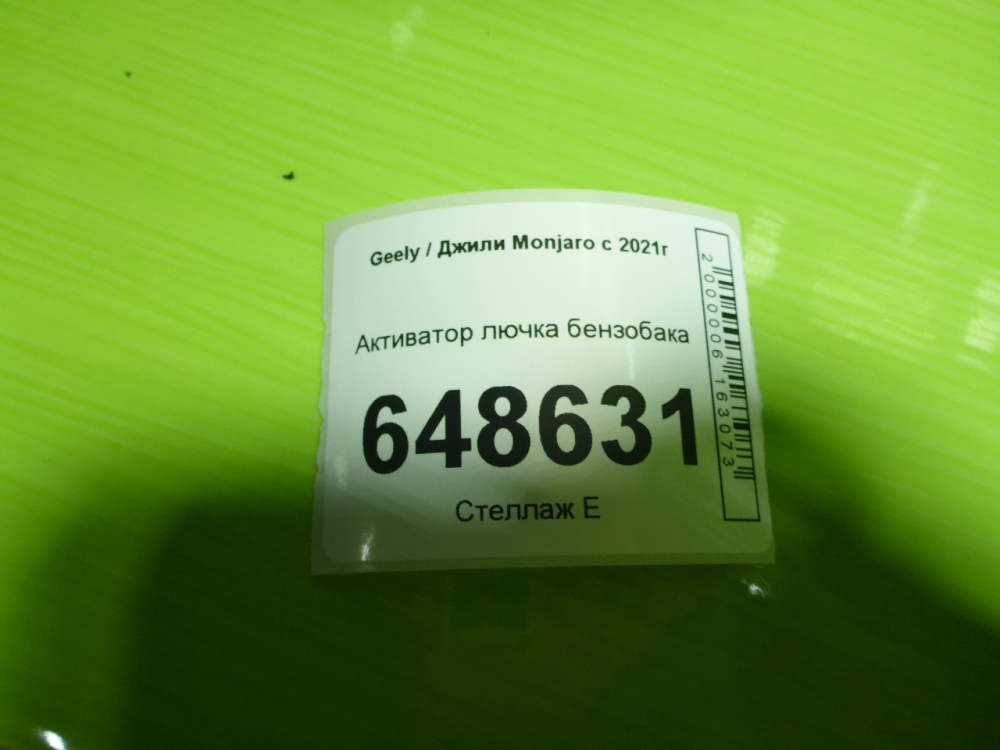 Geely / Джили Monjaro с 2021г
Активатор лючка бензобака
648631
Стеллаж Е
2000006163073